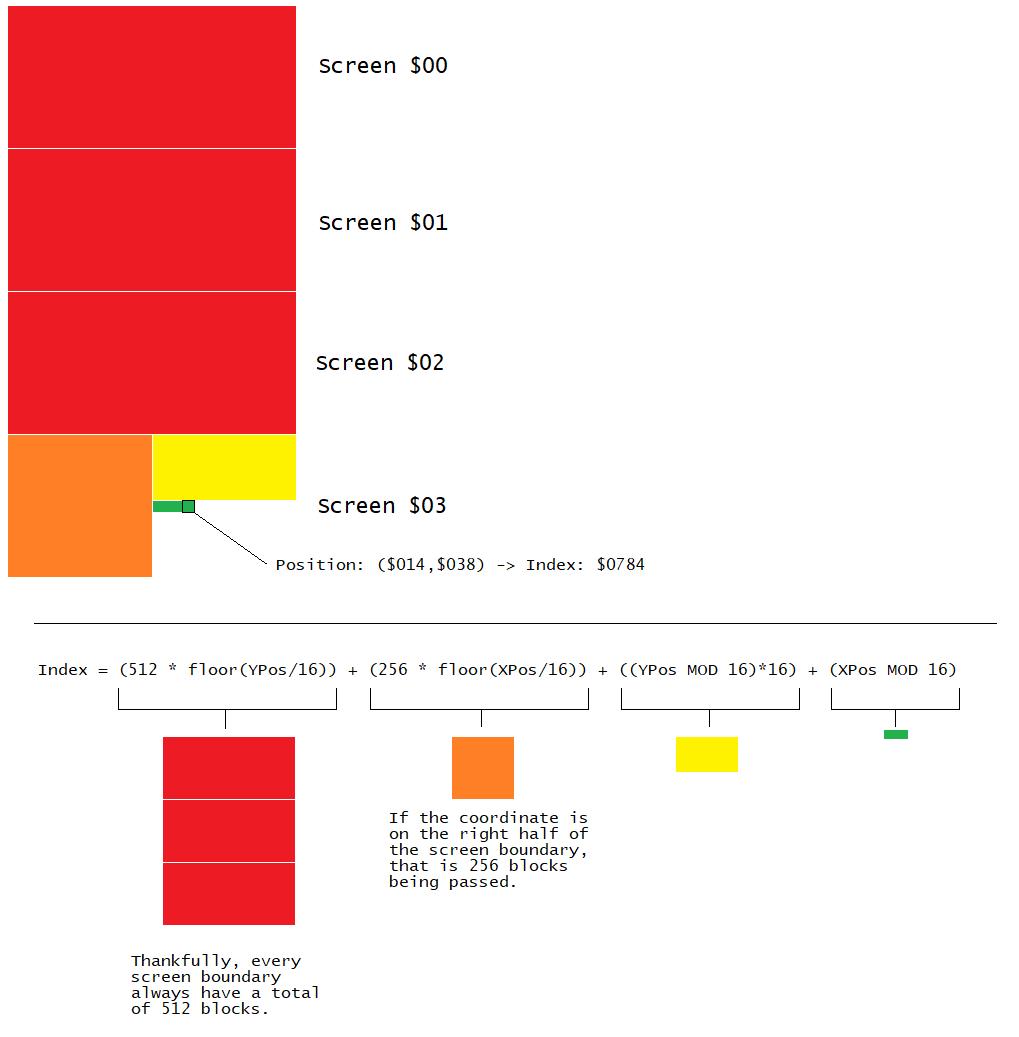 Screen $00
Screen $01
Screen $02
Screen $03
Position: ($014,$038) -> Index: $0784
Index = (512 * floor(YPos/16)) + (256 * floor(XPos/16)) + ((YPos MOD 16)*16) + (XPos MOD 16)
If the coordinate is
on the right half of
the screen boundary,
that is 256 blocks
being passed.
Thankfully, every
screen boundary
always have a total
of 512 blocks.